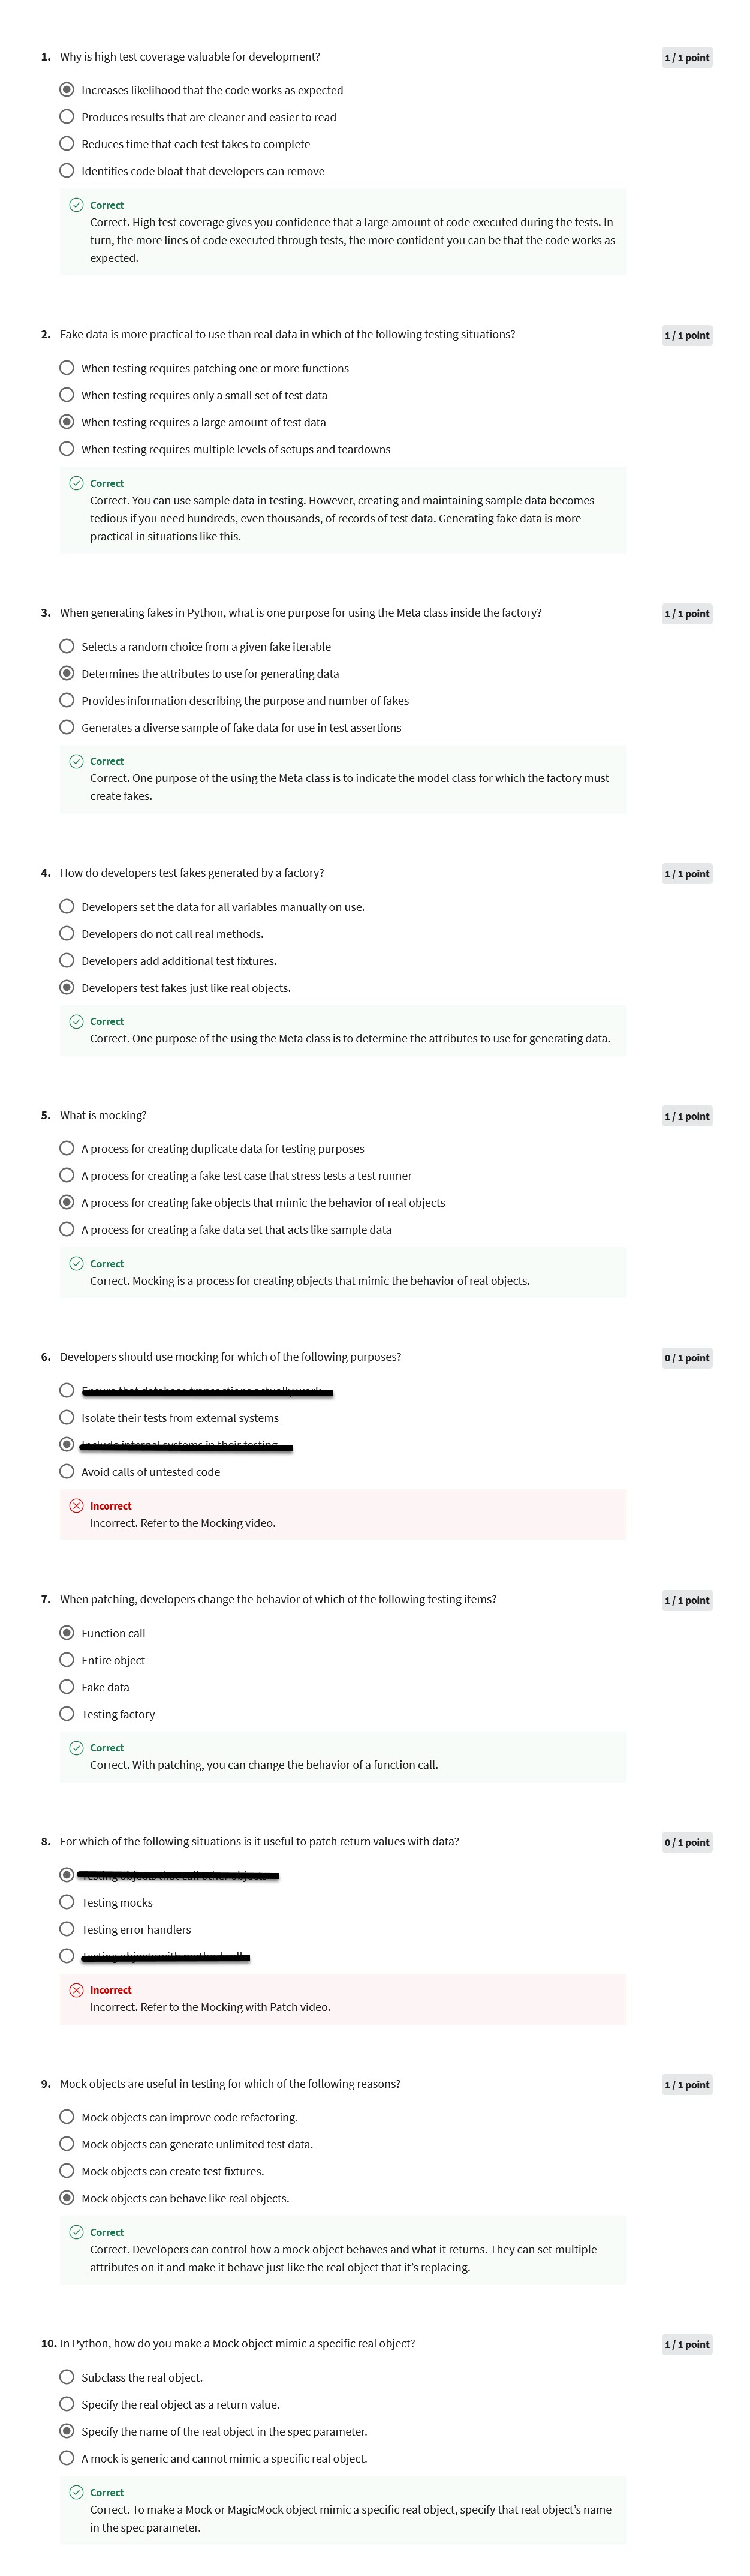 1. Why is high test coverage valuable for development?
1 / 1 point
Increases likelihood that the code works as expected
Produces results that are cleaner and easier to read
Reduces time that each test takes to complete
Identifies code bloat that developers can remove
Correct
Correct. High test coverage gives you confidence that a large amount of code executed during the tests. In
turn, the more lines of code executed through tests, the more confident you can be that the code works as
expected.
2. Fake data is more practical to use than real data in which of the following testing situations?
1 / 1 point
When testing requires patching one or more functions
When testing requires only a small set of test data
When testing requires a large amount of test data
When testing requires multiple levels of setups and teardowns
Correct
Correct. You can use sample data in testing. However, creating and maintaining sample data becomes
tedious if you need hundreds, even thousands, of records of test data. Generating fake data is more
practical in situations like this.
3. When generating fakes in Python, what is one purpose for using the Meta class inside the factory?
1 / 1 point
Selects a random choice from a given fake iterable
Determines the attributes to use for generating data
Provides information describing the purpose and number of fakes
Generates a diverse sample of fake data for use in test assertions
Correct
Correct. One purpose of the using the Meta class is to indicate the model class for which the factory must
create fakes.
4. How do developers test fakes generated by a factory?
1 / 1 point
Developers set the data for all variables manually on use.
Developers do not call real methods.
Developers add additional test fixtures.
Developers test fakes just like real objects.
Correct
Correct. One purpose of the using the Meta class is to determine the attributes to use for generating data.
5. What is mocking?
1 / 1 point
A process for creating duplicate data for testing purposes
A process for creating a fake test case that stress tests a test runner
A process for creating fake objects that mimic the behavior of real objects
A process for creating a fake data set that acts like sample data
Correct
Correct. Mocking is a process for creating objects that mimic the behavior of real objects.
6. Developers should use mocking for which of the following purposes?
0 / 1 point
Isolate their tests from external systems
Avoid calls of untested code
Incorrect
Incorrect. Refer to the Mocking video.
7. When patching, developers change the behavior of which of the following testing items?
1 / 1 point
Function call
Entire object
Fake data
Testing factory
Correct
Correct. With patching, you can change the behavior of a function call.
8. For which of the following situations is it useful to patch return values with data?
0 / 1 point
Testing mocks
Testing error handlers
Incorrect
Incorrect. Refer to the Mocking with Patch video.
9. Mock objects are useful in testing for which of the following reasons?
1 / 1 point
Mock objects can improve code refactoring.
Mock objects can generate unlimited test data.
Mock objects can create test fixtures.
Mock objects can behave like real objects.
Correct
Correct. Developers can control how a mock object behaves and what it returns. They can set multiple
attributes on it and make it behave just like the real object that it’s replacing.
10. In Python, how do you make a Mock object mimic a specific real object?
1 / 1 point
Subclass the real object.
Specify the real object as a return value.
Specify the name of the real object in the spec parameter.
A mock is generic and cannot mimic a specific real object.
Correct
Correct. To make a Mock or MagicMock object mimic a specific real object, specify that real object’s name
in the spec parameter.